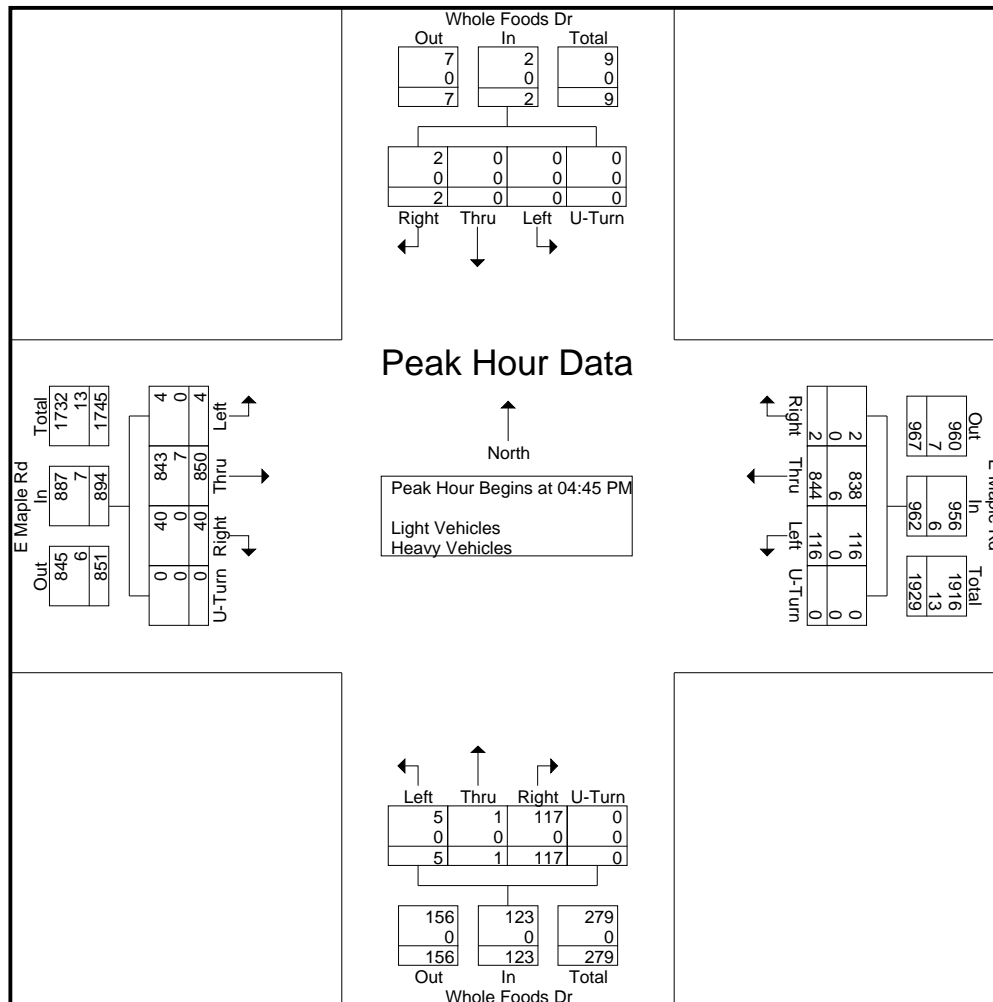 Whole Foods Dr
Out In Total
7 2 9
0 0 0
7 2 9
2 0 0 0
0 0 0 0
2 0 0 0
Right Thru Left U-Turn
Peak Hour Data
North
Peak Hour Begins at 04:45 PM
Light Vehicles
Heavy Vehicles
E Maple Rd
Total In Out
1732 887 845
13 7 6
1745 894 851
4 843 40 0
0 7 0 0
4 850 40 0
Left Thru Right U-Turn
E Maple Rd
Out In Total
960 956 1916
7 6 13
967 962 1929
2 838 116 0
0 6 0 0
2 844 116 0
Right Thru Left U-Turn
Left Thru Right U-Turn
5 1 117 0
0 0 0 0
5 1 117 0
156 123 279
0 0 0
156 123 279
Out In Total
Whole Foods Dr